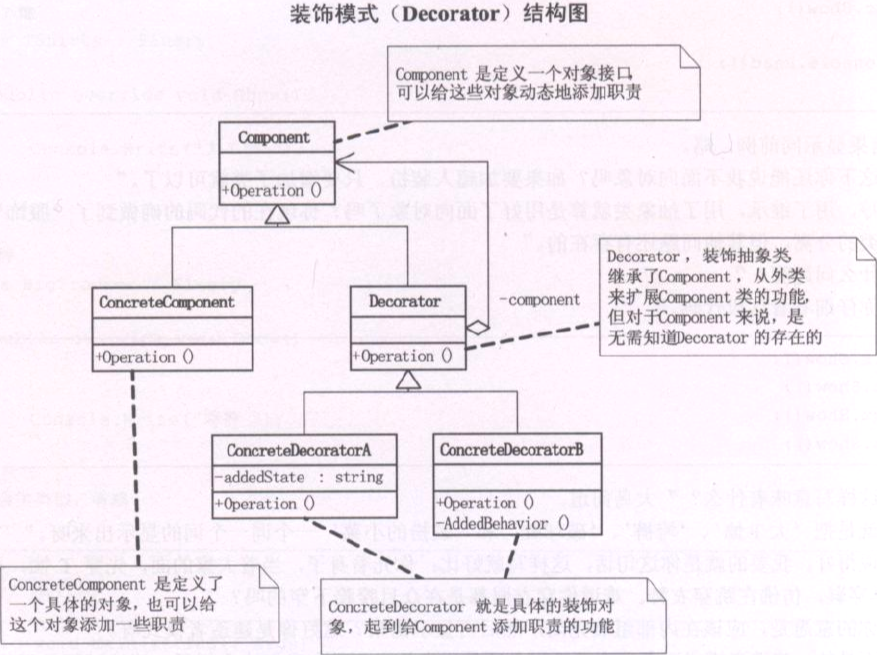 装饰模式（Decorator）结构图
Component 是定义一个对象接口,
可以给这些对象动态地添加职责
Component
+Operation()
ConcreteComponent
+Operation()
Decorator
+Operation()
-component
Decorator，装饰抽象类,
继承了Component，从外类
来扩展Component 类的功能,
但对于Component 来说，是
无需知道Decorator 的存在的
ConcreteDecoratorA
-addedState : string
+Operation()
ConcreteDecoratorB
+Operation()
-AddedBehavior()
ConcreteComponent 是定义了
一个具体的对象，也可以给
这个对象添加一些职责
ConcreteDecorator 就是具体的装饰对
象，起到给Component 添加职责的功能